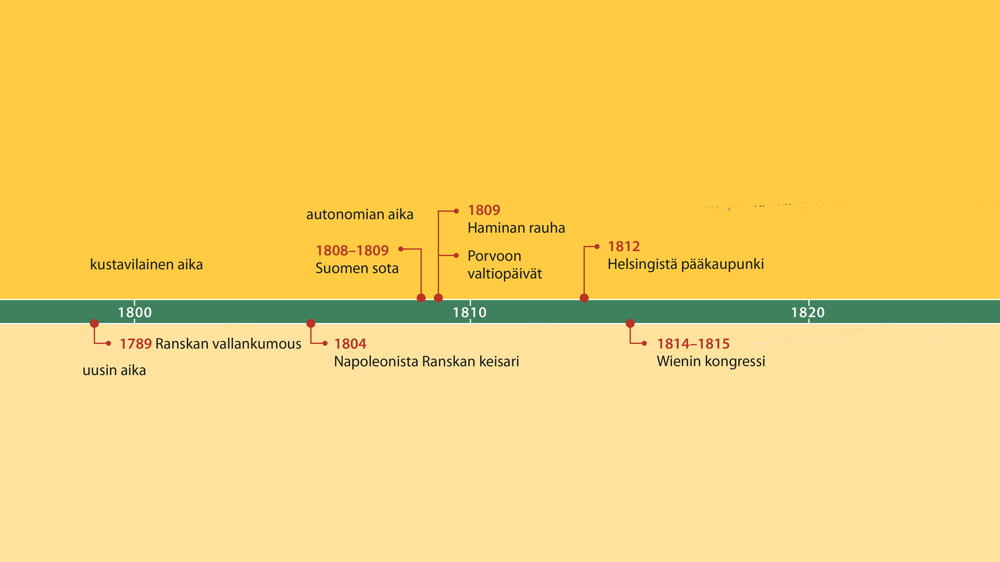 autonomian aika
1809
Haminan rauha
1808–1809
Suomen sota
Porvoon
valtiopäivät
1812
Helsingistä pääkaupunki
kustavilainen aika
1800
1810
1820
1789 Ranskan vallankumous
1804
Napoleonista Ranskan keisari
1814–1815
Wienin kongressi
uusin aika